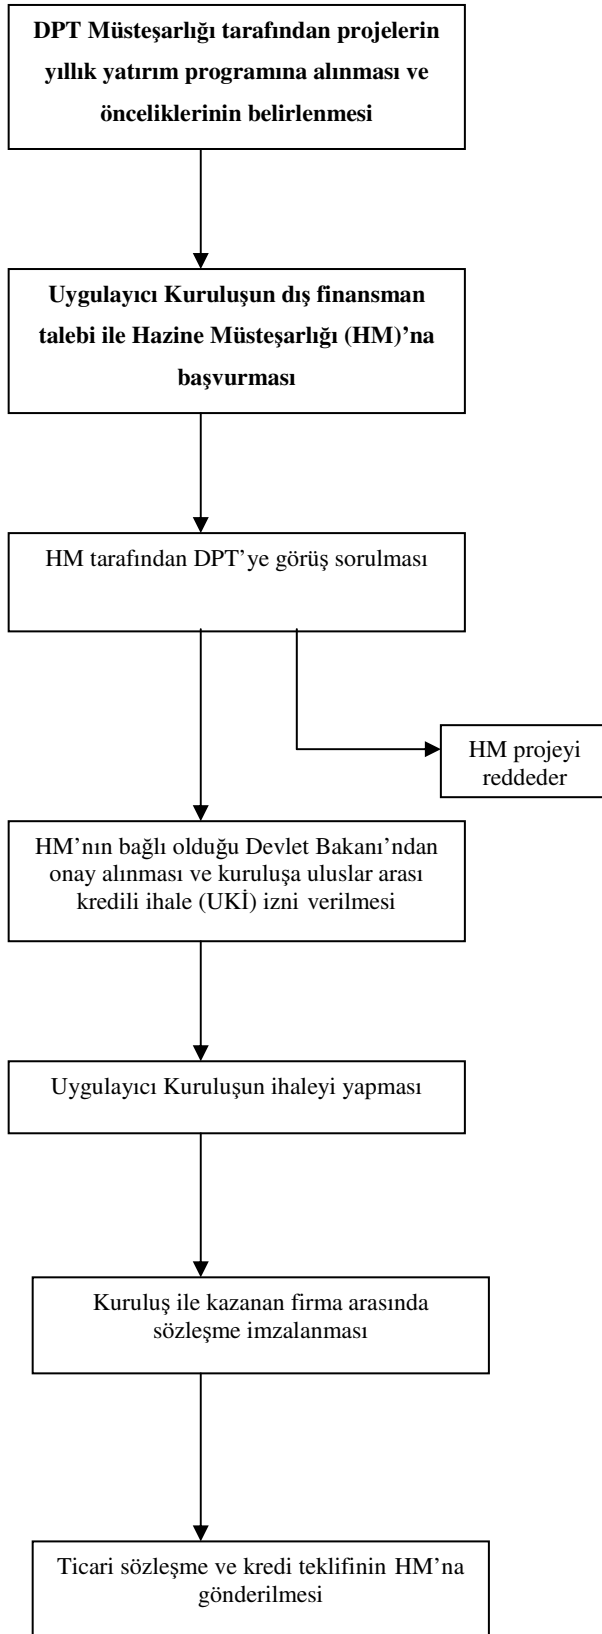 DPT Müsteşarlığı tarafından projelerin
yıllık yatırım programına alınması ve
önceliklerinin belirlenmesi
Uygulayıcı Kuruluşun dış finansman
talebi ile Hazine Müsteşarlığı (HM)’na
başvurması
HM tarafından DPT’ye görüş sorulması
HM projeyi
reddeder
HM’nın bağlı olduğu Devlet Bakanı’ndan
onay alınması ve kuruluşa uluslar arası
kredili ihale (UKİ) izni verilmesi
Uygulayıcı Kuruluşun ihaleyi yapması
Kuruluş ile kazanan firma arasında
sözleşme imzalanması
Ticari sözleşme ve kredi teklifinin HM’na
gönderilmesi